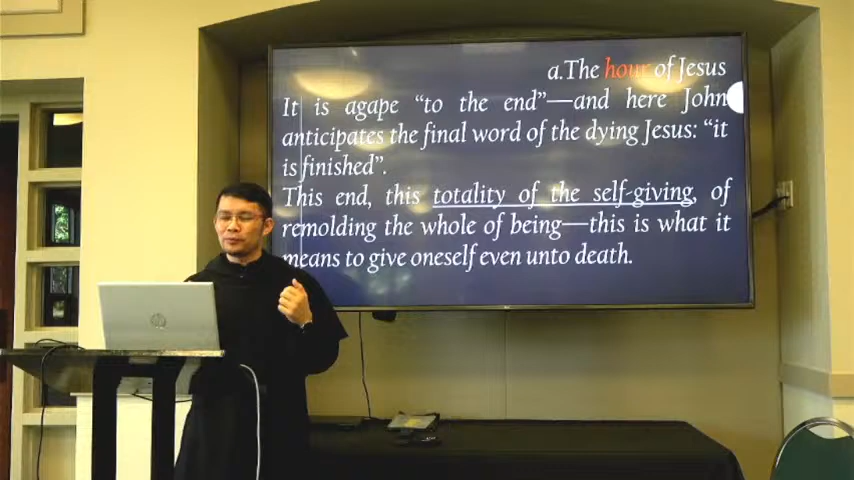 a.The hour of Jesus
It is agape “to the end”—and here John
anticipates the final word of the dying Jesus: “it
is finished”.
This end, this totality of the self-giving, of
remolding the whole of being—this is what it
means to give oneself even unto death.